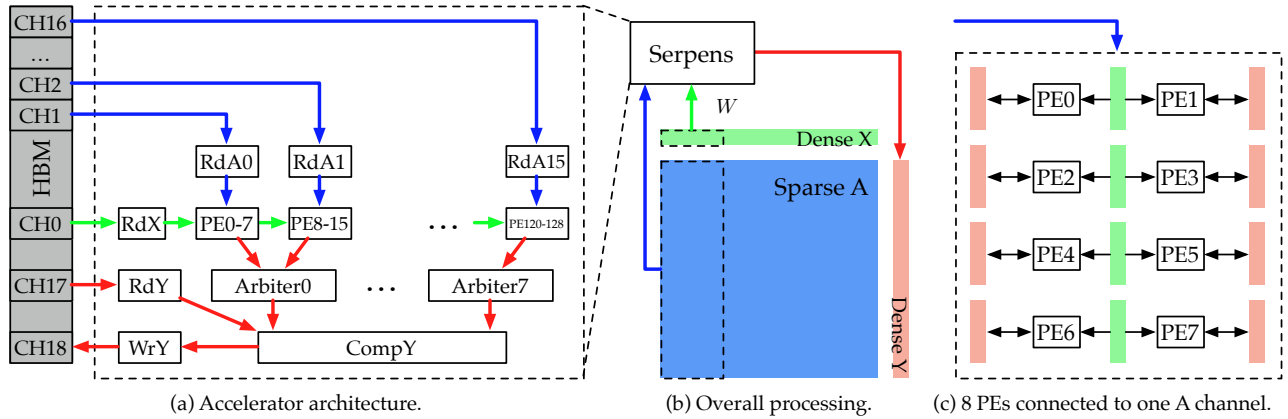 CH16
...
CH2
CH1
HBM
CH0
CH17
CH18
RdA0
RdA1
RdA15
RdX
PE0-7
PE8-15
...
PE120-128
RdY
Arbiter0
...
Arbiter7
WrY
CompY
(a) Accelerator architecture.
Serpens
W
Dense X
Sparse A
Dense Y
(b) Overall processing.
PE0
PE1
PE2
PE3
PE4
PE5
PE6
PE7
(c) 8 PEs connected to one A channel.